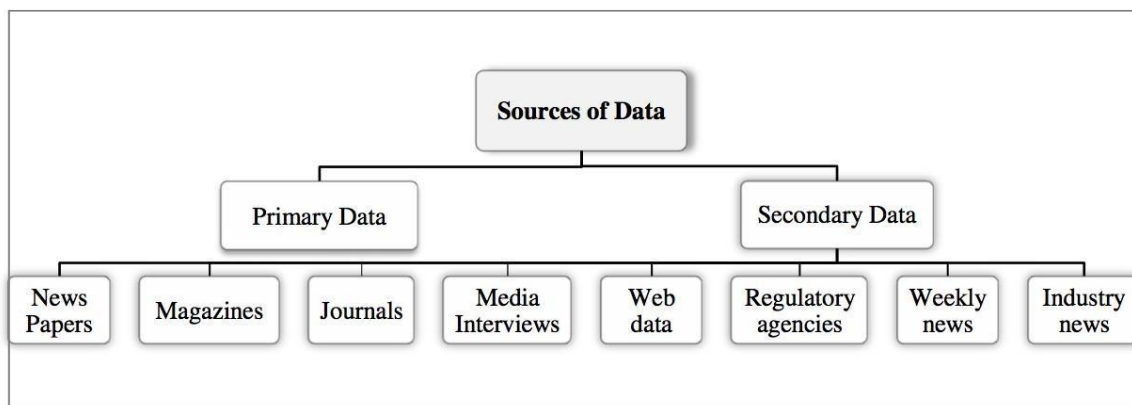 Sources of Data
Primary Data
Secondary Data
News
Papers
Magazines
Journals
Media
Interviews
Web
data
Regulatory
agencies
Weekly
news
Industry
news